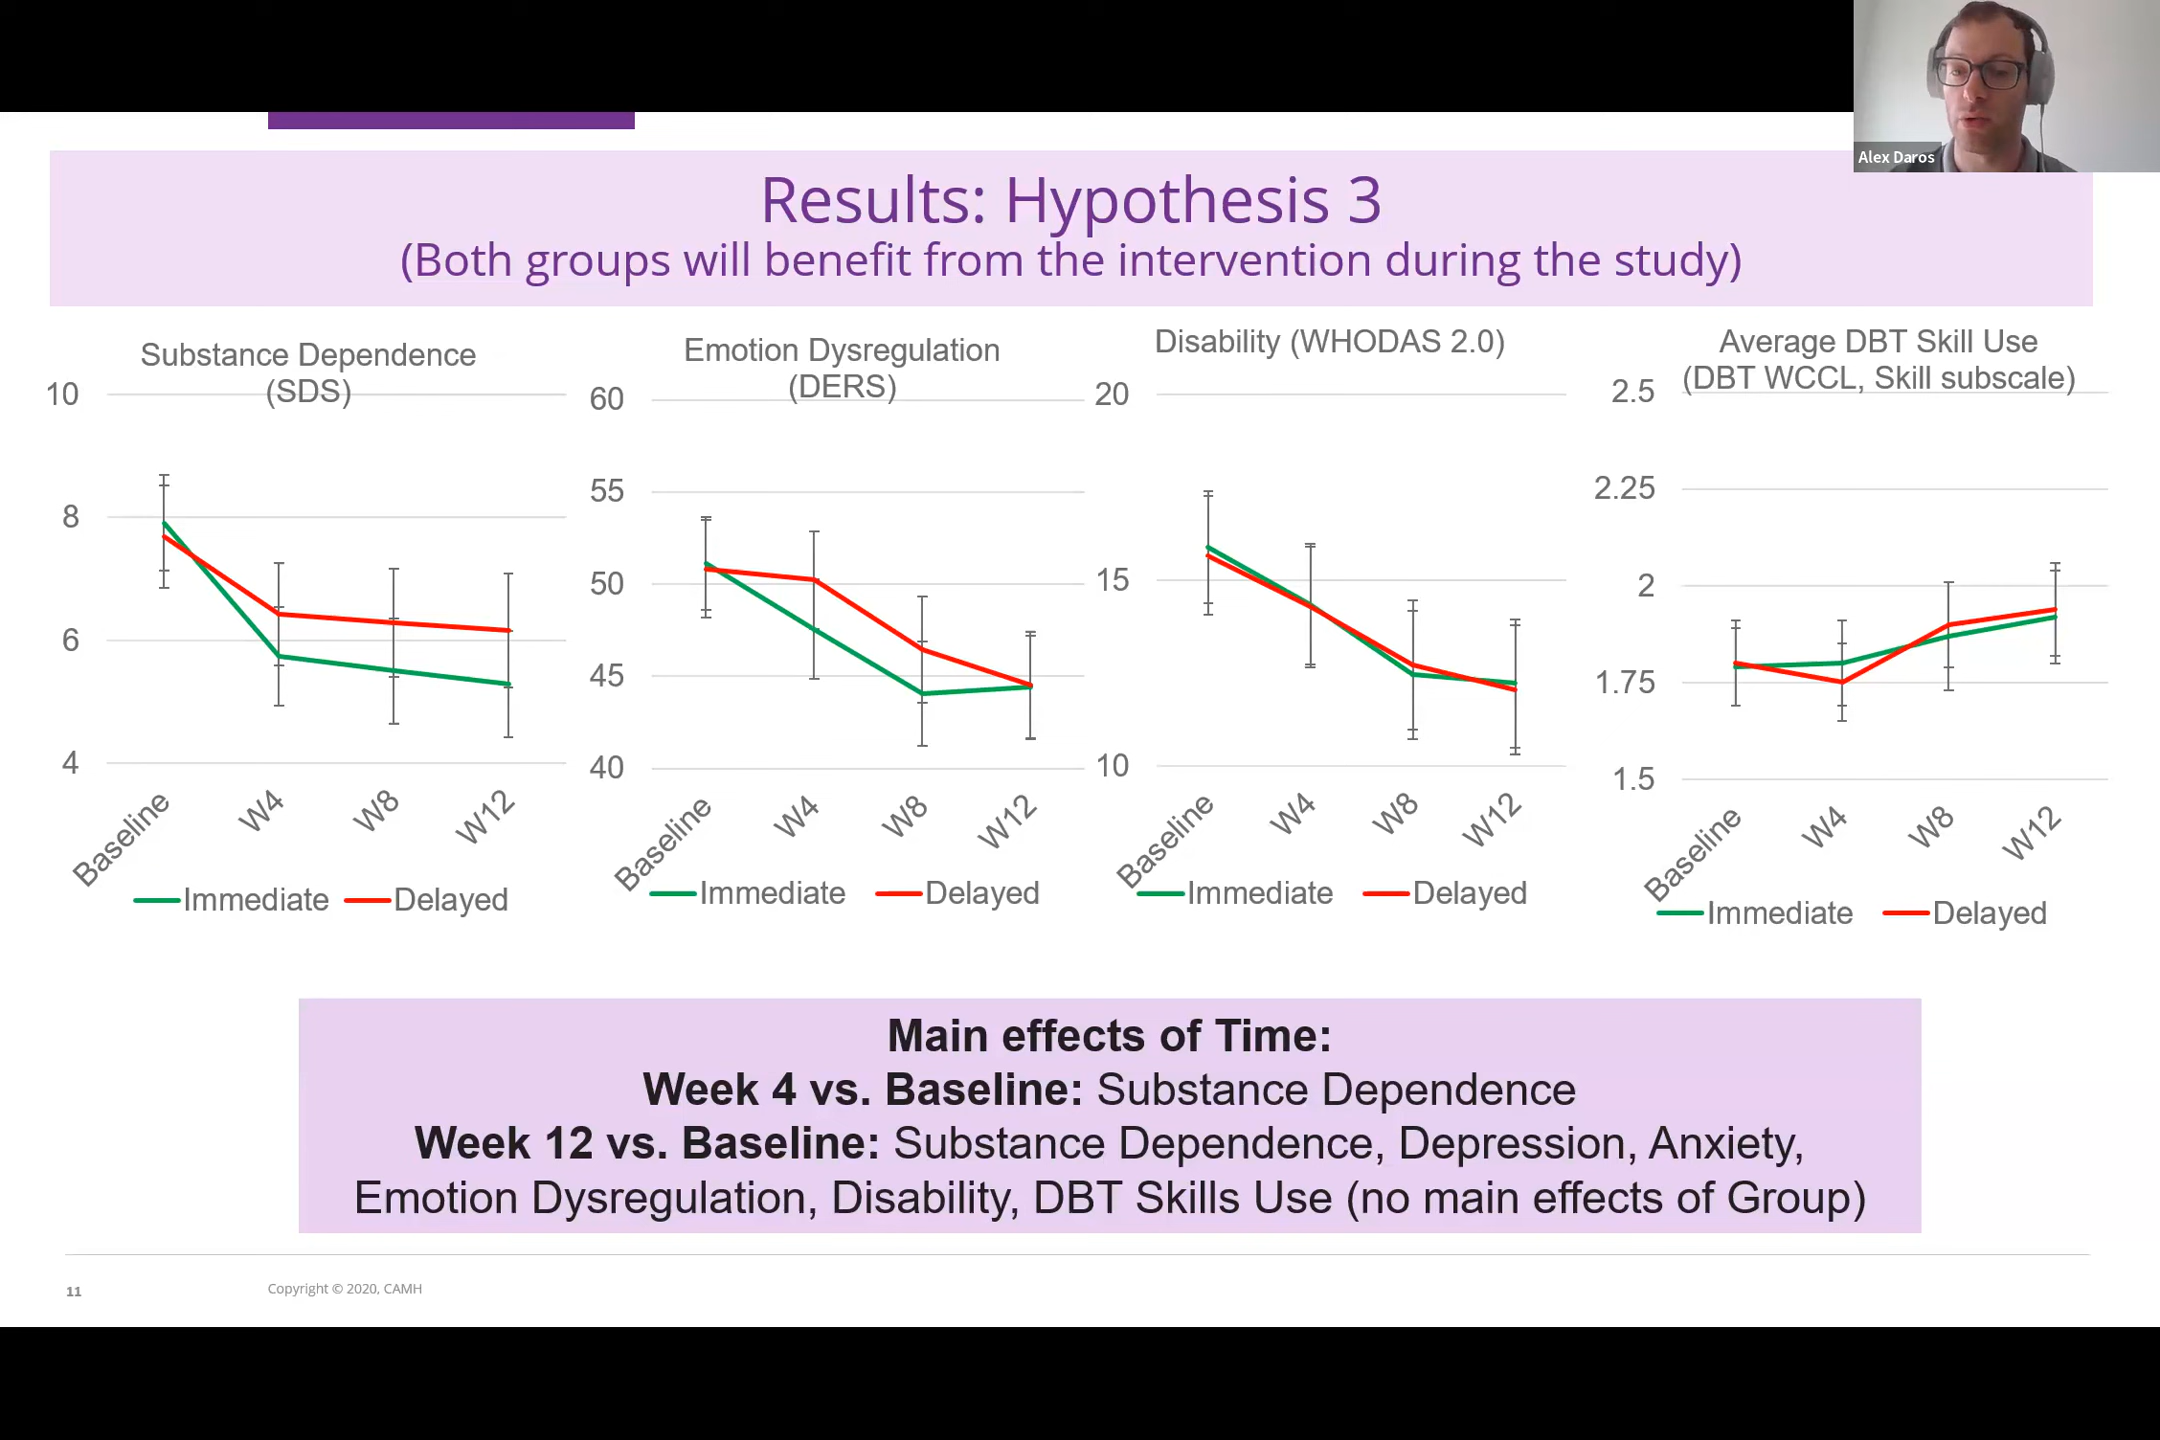 Alex Daros
Results: Hypothesis 3
(Both groups will benefit from the intervention during the study)
Substance Dependence
(SDS)
10
8
6
4
Baseline
W4
W8
W12
Immediate
Delayed
Emotion Dysregulation
(DERS)
60
55
50
45
40
Baseline
W4
W8
W12
Immediate
Delayed
Disability (WHODAS 2.0)
20
15
10
Baseline
W4
W8
W12
Immediate
Delayed
Average DBT Skill Use
(DBT WCCL, Skill subscale)
2.5
2.25
2
1.75
1.5
Baseline
W4
W8
W12
Immediate
Delayed
Main effects of Time:
Week 4 vs. Baseline: Substance Dependence
Week 12 vs. Baseline: Substance Dependence, Depression, Anxiety,
Emotion Dysregulation, Disability, DBT Skills Use (no main effects of Group)
11
Copyright © 2020, CAMH